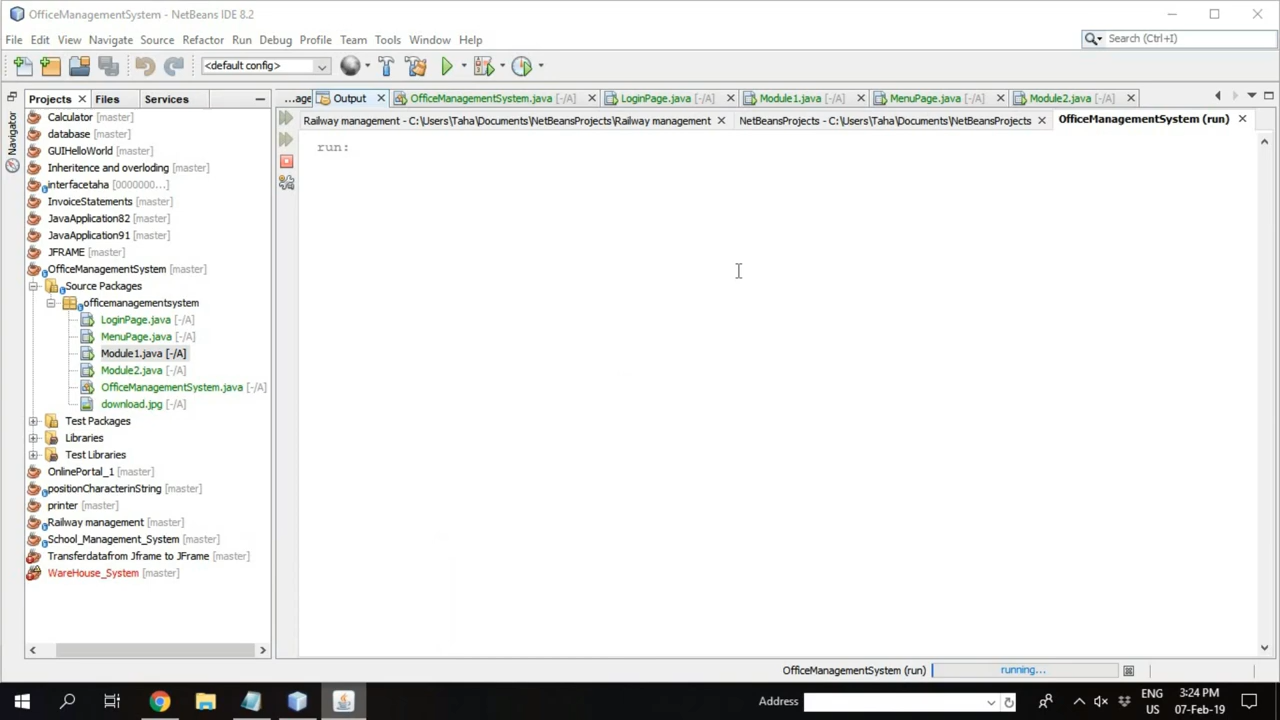 OfficeManagementSystem - NetBeans IDE 8.2
File Edit View Navigate Source Refactor Run Debug Profile Team Tools Window Help
Search (Ctrl+I)
<default config>
Projects Files Services
...age Output OfficeManagementSystem.java [-/A] LoginPage.java [-/A] Module1.java [-/A] MenuPage.java [-/A] Module2.java [-/A]
Railway management - C:\Users\Taha\Documents\NetBeansProjects\Railway management NetBeansProjects - C:\Users\Taha\Documents\NetBeansProjects OfficeManagementSystem (run)
Navigator
run:
Calculator [master]
database [master]
GUIHelloWorld [master]
Inheritence and overloding [master]
interfacetaha [0000000...]
InvoiceStatements [master]
JavaApplication82 [master]
JavaApplication91 [master]
JFRAME [master]
OfficeManagementSystem [master]
Source Packages
officemanagementsystem
LoginPage.java [-/A]
MenuPage.java [-/A]
Module1.java [-/A]
Module2.java [-/A]
OfficeManagementSystem.java [-/A]
download.jpg [-/A]
Test Packages
Libraries
Test Libraries
OnlinePortal_1 [master]
positionCharacterinString [master]
printer [master]
Railway management [master]
School_Management_System [master]
Transferdatafrom Jframe to JFrame [master]
WareHouse_System [master]
OfficeManagementSystem (run) running...
Address
ENG
US
3:24 PM
07-Feb-19